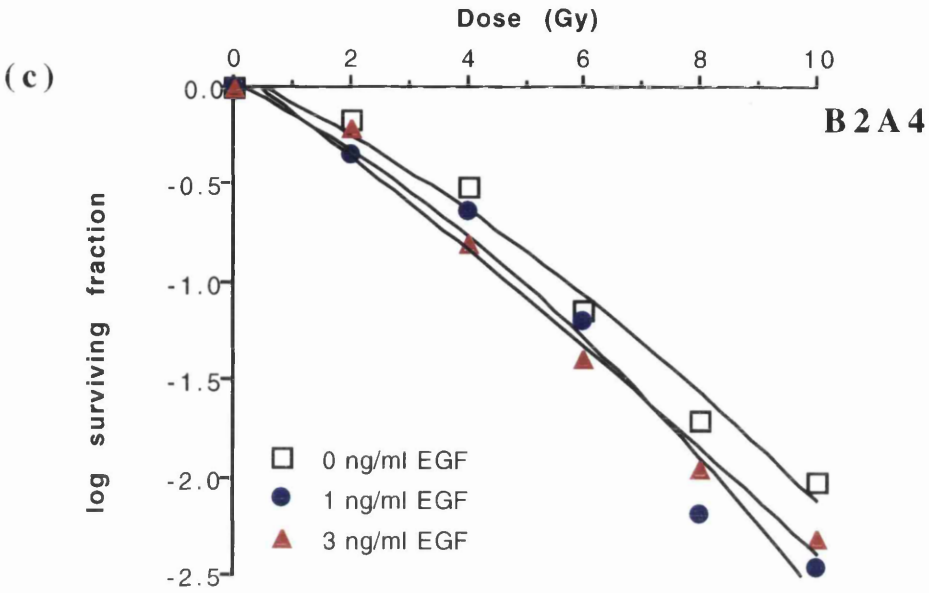 Dose (Gy)
(c)
0 2 4 6 8 10
0.0
B2A4
-0.5
-1.0
-1.5
-2.0
-2.5
log surviving fraction
0 ng/ml EGF
1 ng/ml EGF
3 ng/ml EGF